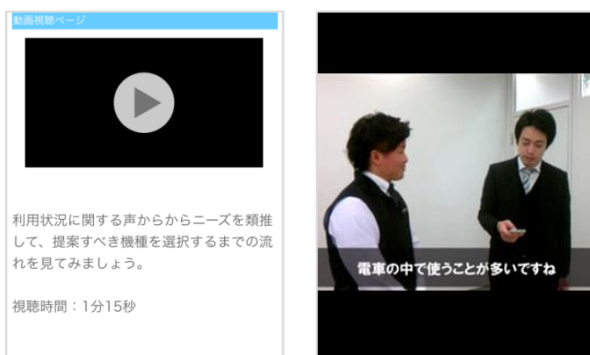 動画視聴ページ
利用状況に関する声からからニーズを類推
して、提案すべき機種を選択するまでの流
れを見てみましょう。
視聴時間：1分15秒
電車の中で使うことが多いですね